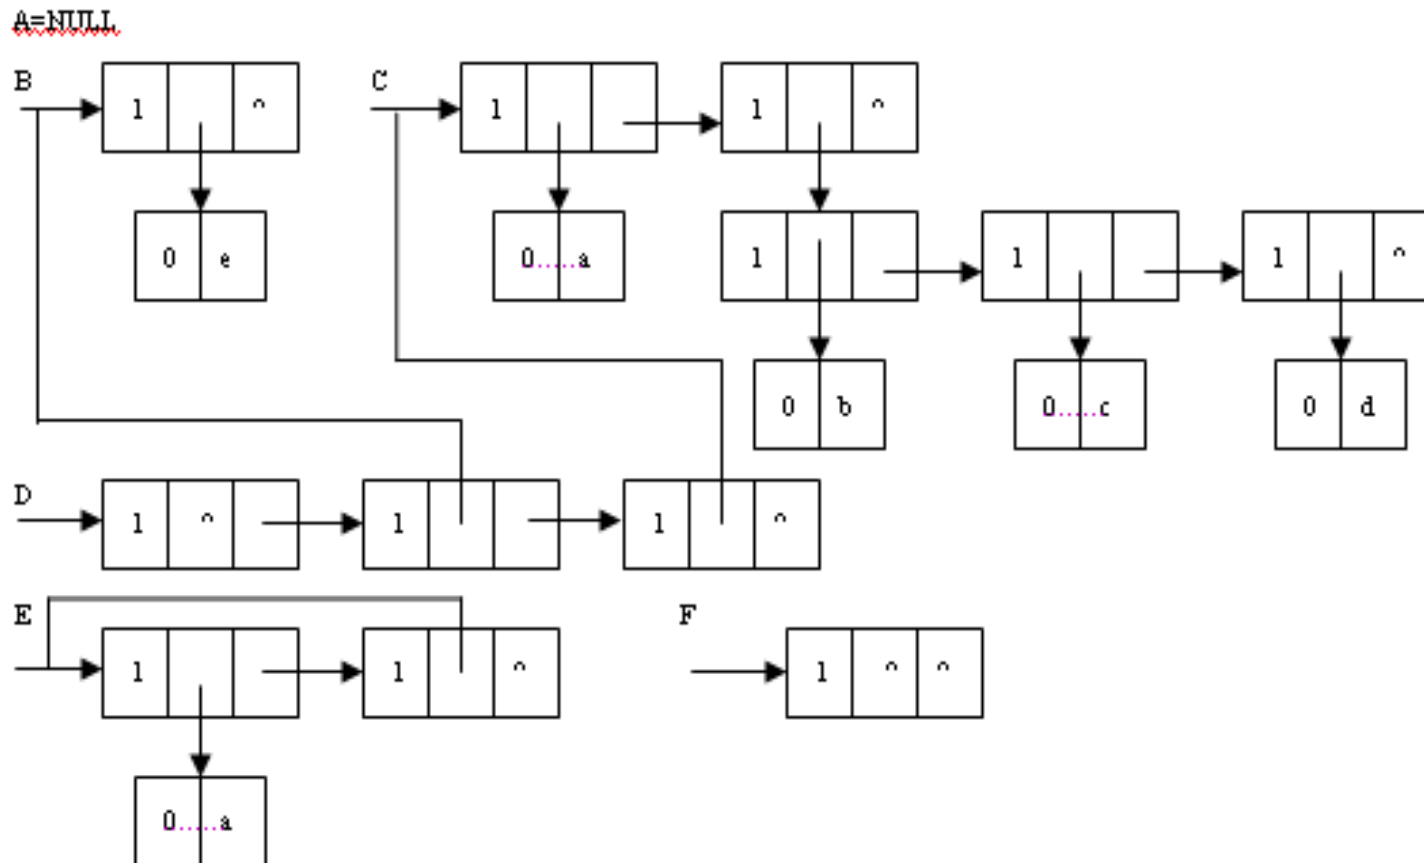 A=NULL
B 1 ^ C 1 1 ^
0 e 0 a 1 1 1 ^
0 b 0 c 0 d
D 1 ^ 1 1 ^
E 1 1 ^ F 1 ^ ^
0 a